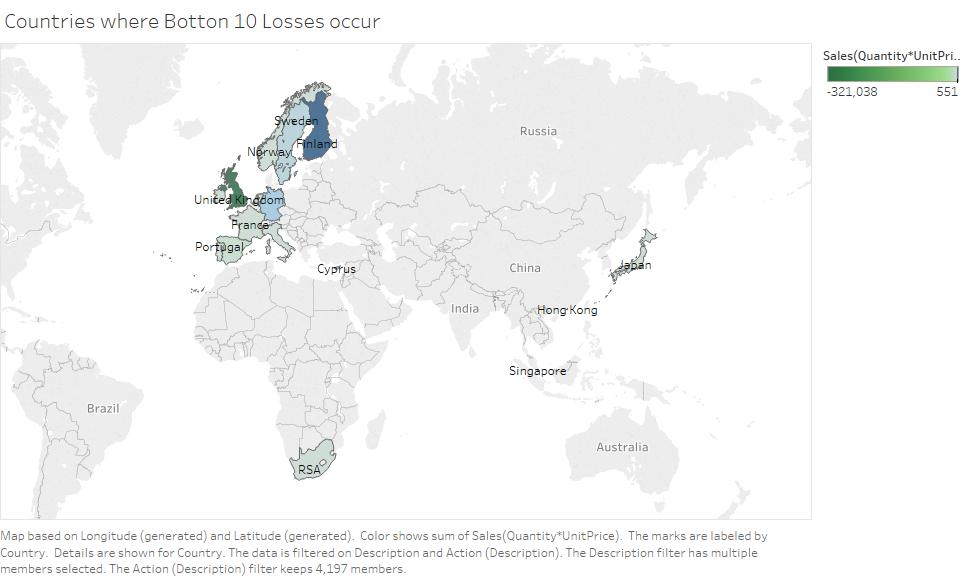 Countries where Botton 10 Losses occur
Sales(Quantity*UnitPri..
-321,038 551
Sweden
Russia
Finland
Norway
United Kingdom
France
Portugal
Cyprus
China
Japan
India
Hong Kong
Singapore
Brazil
Australia
RSA
Map based on Longitude (generated) and Latitude (generated). Color shows sum of Sales(Quantity*UnitPrice). The marks are labeled by
Country. Details are shown for Country. The data is filtered on Description and Action (Description). The Description filter has multiple
members selected. The Action (Description) filter keeps 4,197 members.